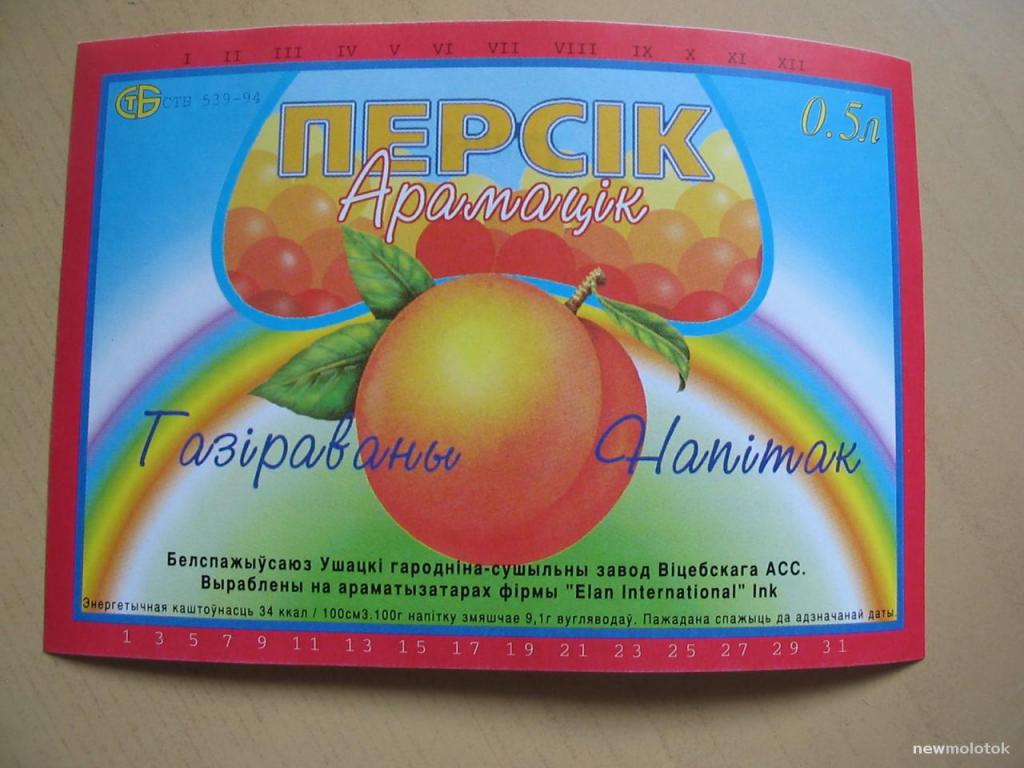 I II III IV V VI VII VIII IX X XI XII
СТБ СТБ 539-94
0.5л
ПЕРСІК
Арамацік
Газіраваны Напітак
Белспажыўсаюз Ушацкі гародніна-сушыльны завод Віцебскага АСС.
Выраблены на араматызатарах фірмы "Elan International" Ink
Энергетычная каштоўнасць 34 ккал / 100см3.100г напітку змяшчае 9,1г вугляводаў. Пажадана спажыць да адзначанай даты.
1 3 5 7 9 11 13 15 17 19 21 23 25 27 29 31
newmolotok